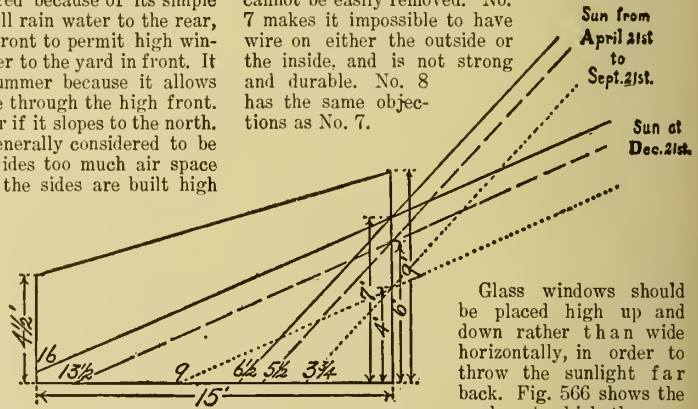 ed because of its simple
ll rain water to the rear,
ront to permit high win-
er to the yard in front. It
ummer because it allows
e through the high front.
r if it slopes to the north.
enerally considered to be
ides too much air space
the sides are built high
cannot be easily removed. No.
7 makes it impossible to have
wire on either the outside or
the inside, and is not strong
and durable. No. 8
has the same objec-
tions as No. 7.
Sun from
April 21st
to
Sept. 21st.
Sun at
Dec. 21st.
4½'
16
13½
9
6½
5½
3¾
7'
4'
6'
9'
15'
Glass windows should
be placed high up and
down rather than wide
horizontally, in order to
throw the sunlight far
back. Fig. 566 shows the